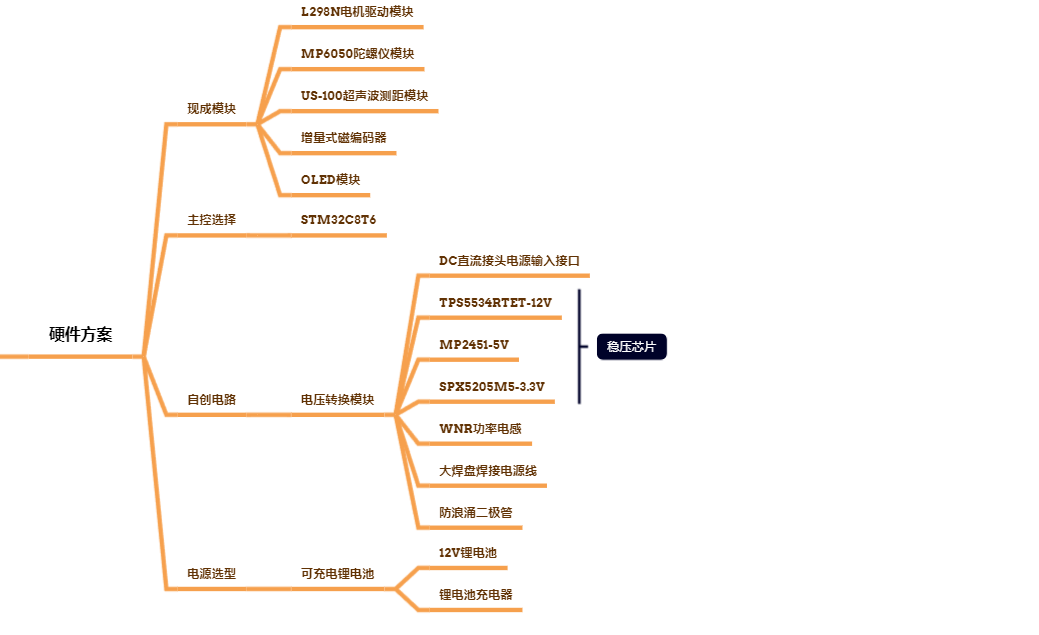 硬件方案
现成模块
L298N电机驱动模块
MP6050陀螺仪模块
US-100超声波测距模块
增量式磁编码器
OLED模块
主控选择
STM32C8T6
自创电路
电压转换模块
DC直流接头电源输入接口
TPS5534RTET-12V
MP2451-5V
SPX5205M5-3.3V
稳压芯片
WNR功率电感
大焊盘焊接电源线
防浪涌二极管
电源选型
可充电锂电池
12V锂电池
锂电池充电器